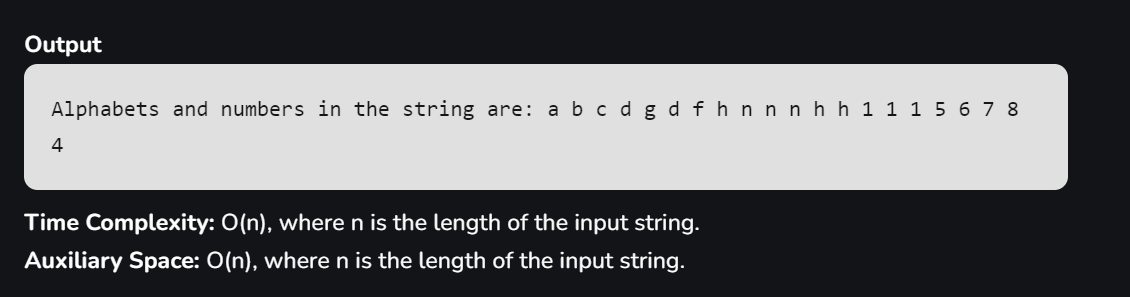 Output
Alphabets and numbers in the string are: a b c d g d f h n n n h h 1 1 1 5 6 7 8
4
Time Complexity: O(n), where n is the length of the input string.
Auxiliary Space: O(n), where n is the length of the input string.